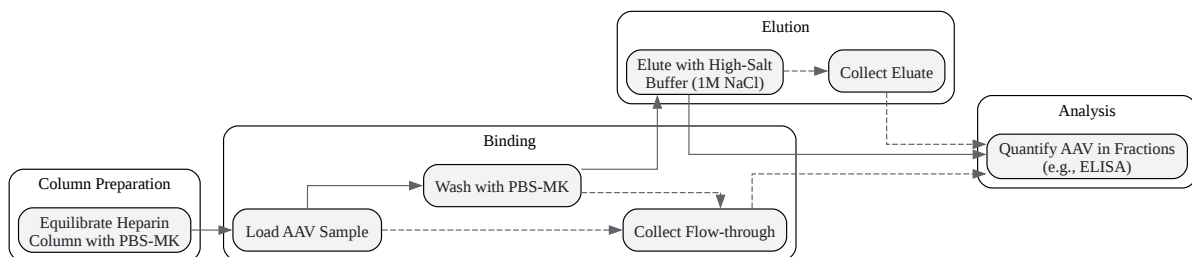 Column Preparation
Equilibrate Heparin
Column with PBS-MK
Binding
Load AAV Sample
Wash with PBS-MK
Collect Flow-through
Elution
Elute with High-Salt
Buffer (1M NaCl)
Collect Eluate
Analysis
Quantify AAV in Fractions
(e.g., ELISA)